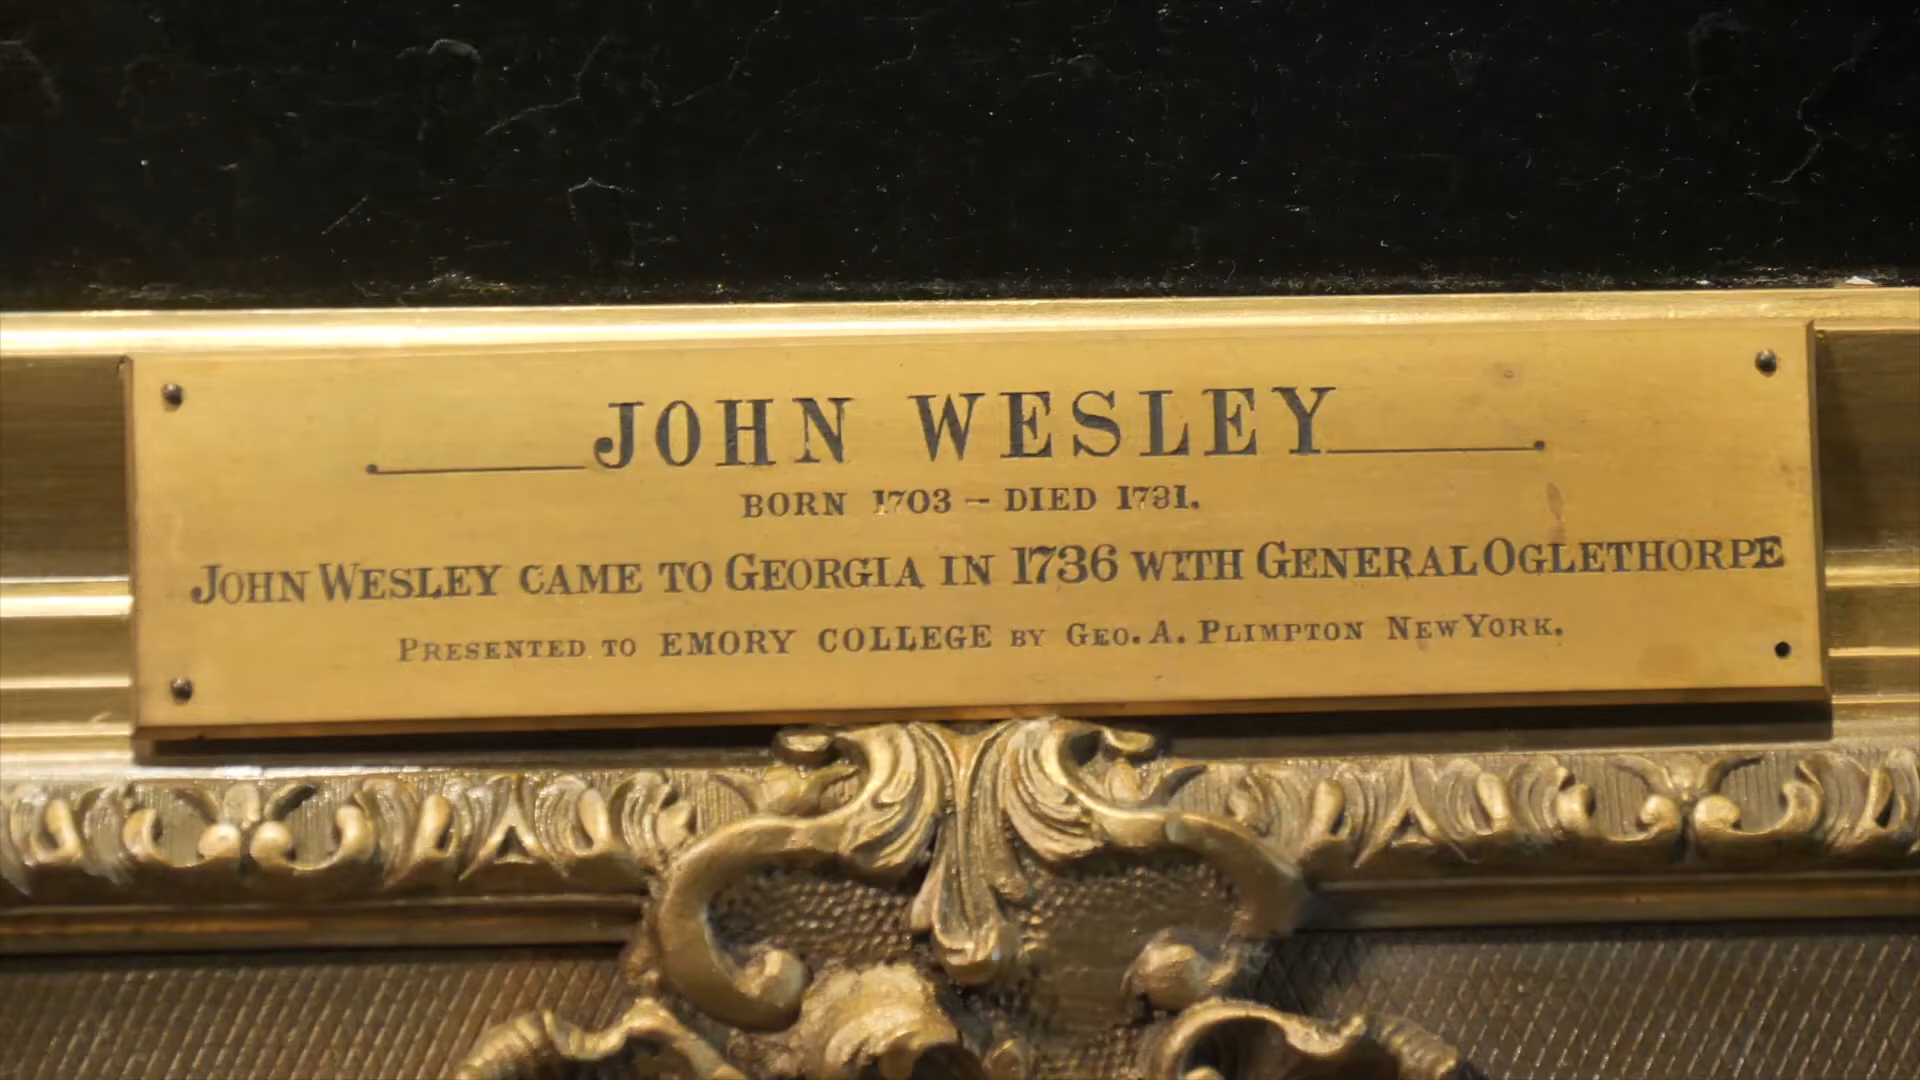 JOHN WESLEY
BORN 1703 – DIED 1791.
JOHN WESLEY CAME TO GEORGIA IN 1736 WITH GENERAL OGLETHORPE
PRESENTED TO EMORY COLLEGE BY GEO. A. PLIMPTON NEW YORK.